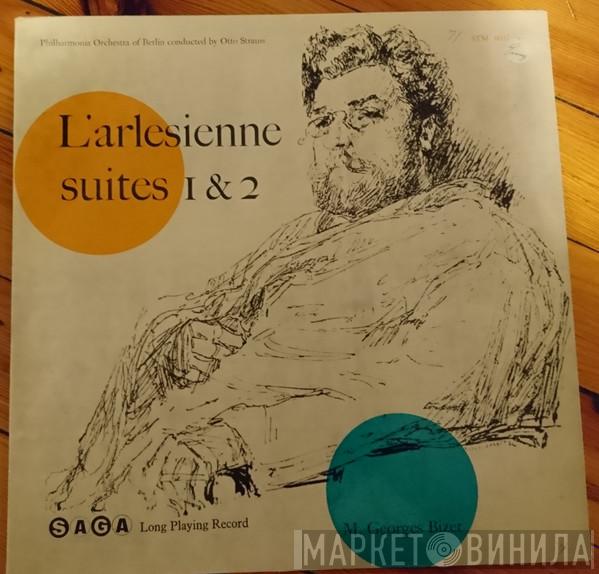 Philharmonia Orchestra of Berlin conducted by Otto Strauss
L'arlesienne
suites 1 & 2
SAGA Long Playing Record
M. Georges Bizet
МАРКЕТ ВИНИЛА